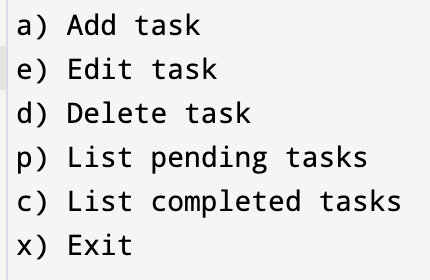 a) Add task
e) Edit task
d) Delete task
p) List pending tasks
c) List completed tasks
x) Exit